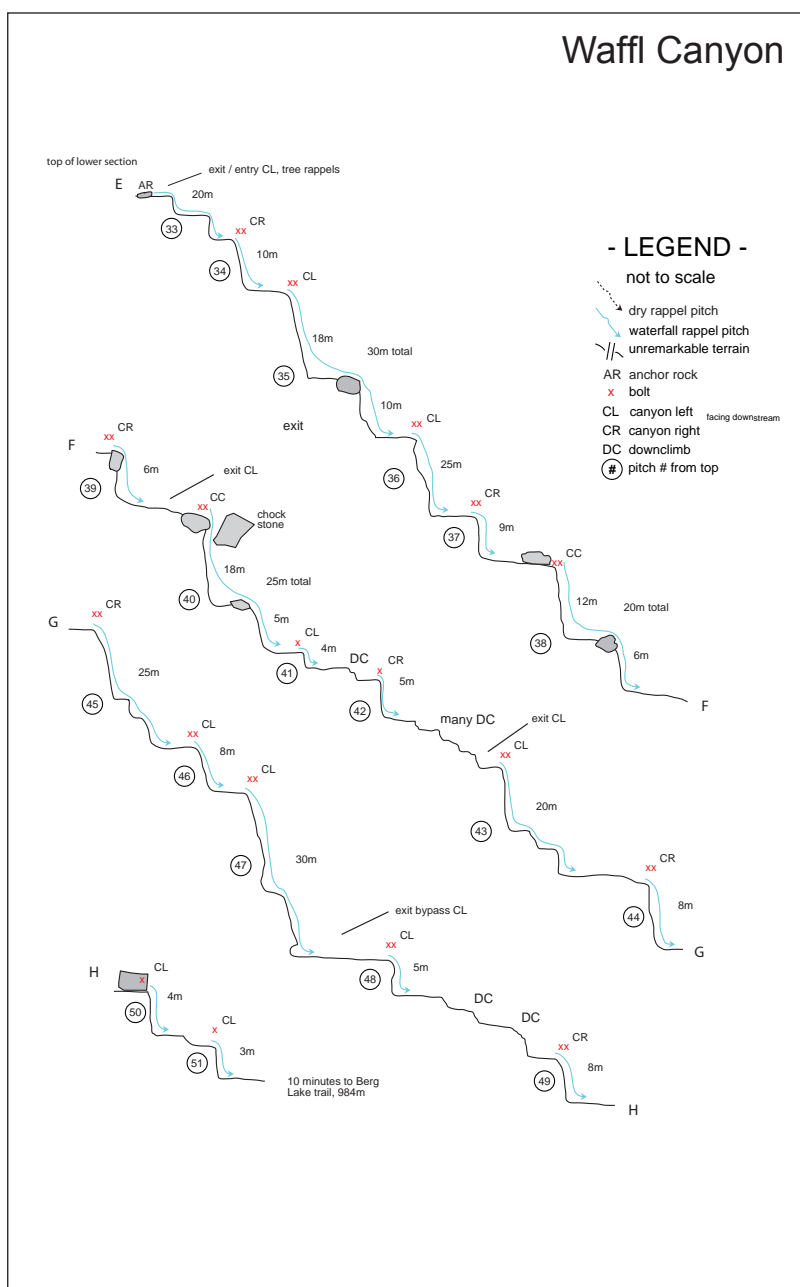 Waffl Canyon
top of lower section
exit / entry CL, tree rappels
E
AR
20m
33
xx CR
34
10m
xx CL
18m
30m total
35
10m
exit
xx CL
36
25m
xx CR
37
9m
xx CC
12m
20m total
38
6m
F
- LEGEND -
not to scale
dry rappel pitch
waterfall rappel pitch
unremarkable terrain
AR anchor rock
x bolt
CL canyon left facing downstream
CR canyon right
DC downclimb
# pitch # from top
F
xx CR
6m
39
exit CL
xx CC
chock
stone
18m
25m total
40
5m
x CL
4m
41
DC
x CR
5m
42
many DC
exit CL
xx CL
20m
43
xx CR
8m
44
G
G
xx CR
25m
45
xx CL
8m
46
xx CL
30m
47
exit bypass CL
xx CL
5m
48
DC
DC
xx CR
8m
49
H
H
x CL
4m
50
x CL
3m
51
10 minutes to Berg
Lake trail, 984m